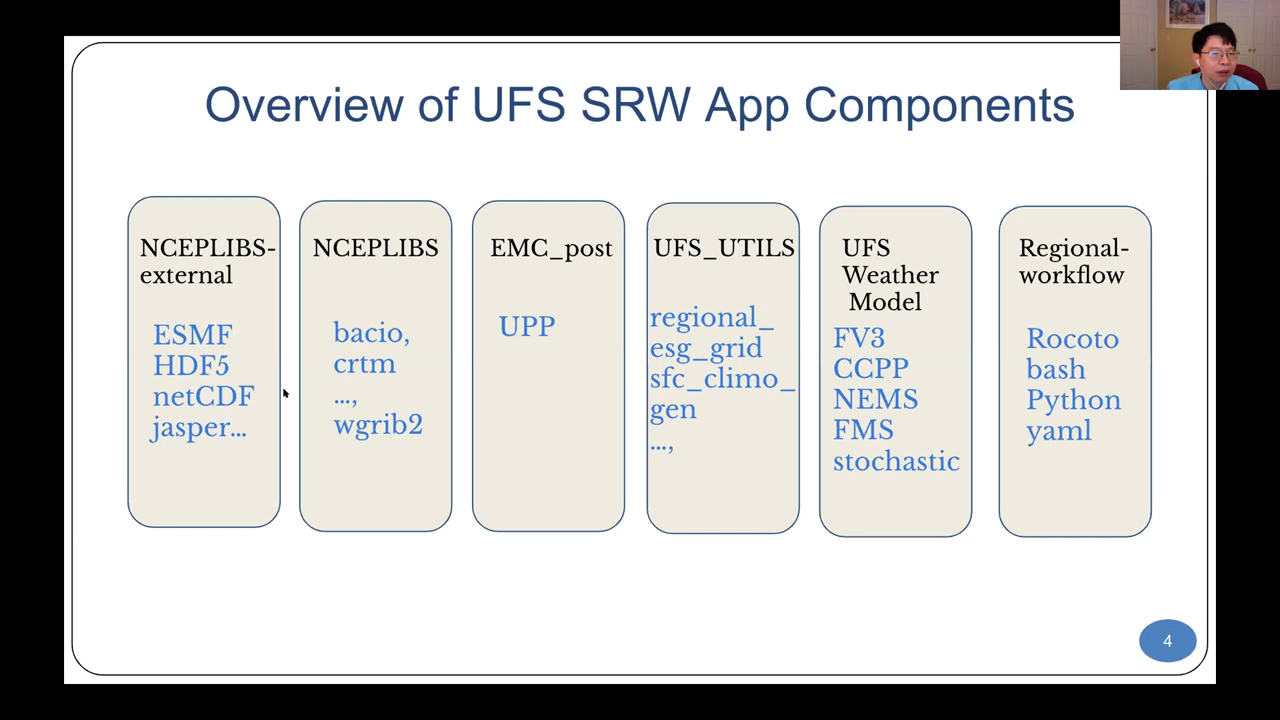 Overview of UFS SRW App Components
NCEPLIBS-
external
ESMF
HDF5
netCDF
jasper...
NCEPLIBS
bacio,
crtm
...,
wgrib2
EMC_post
UPP
UFS_UTILS
regional_
esg_grid
sfc_climo_
gen
...,
UFS
Weather
Model
FV3
CCPP
NEMS
FMS
stochastic
Regional-
workflow
Rocoto
bash
Python
yaml
4